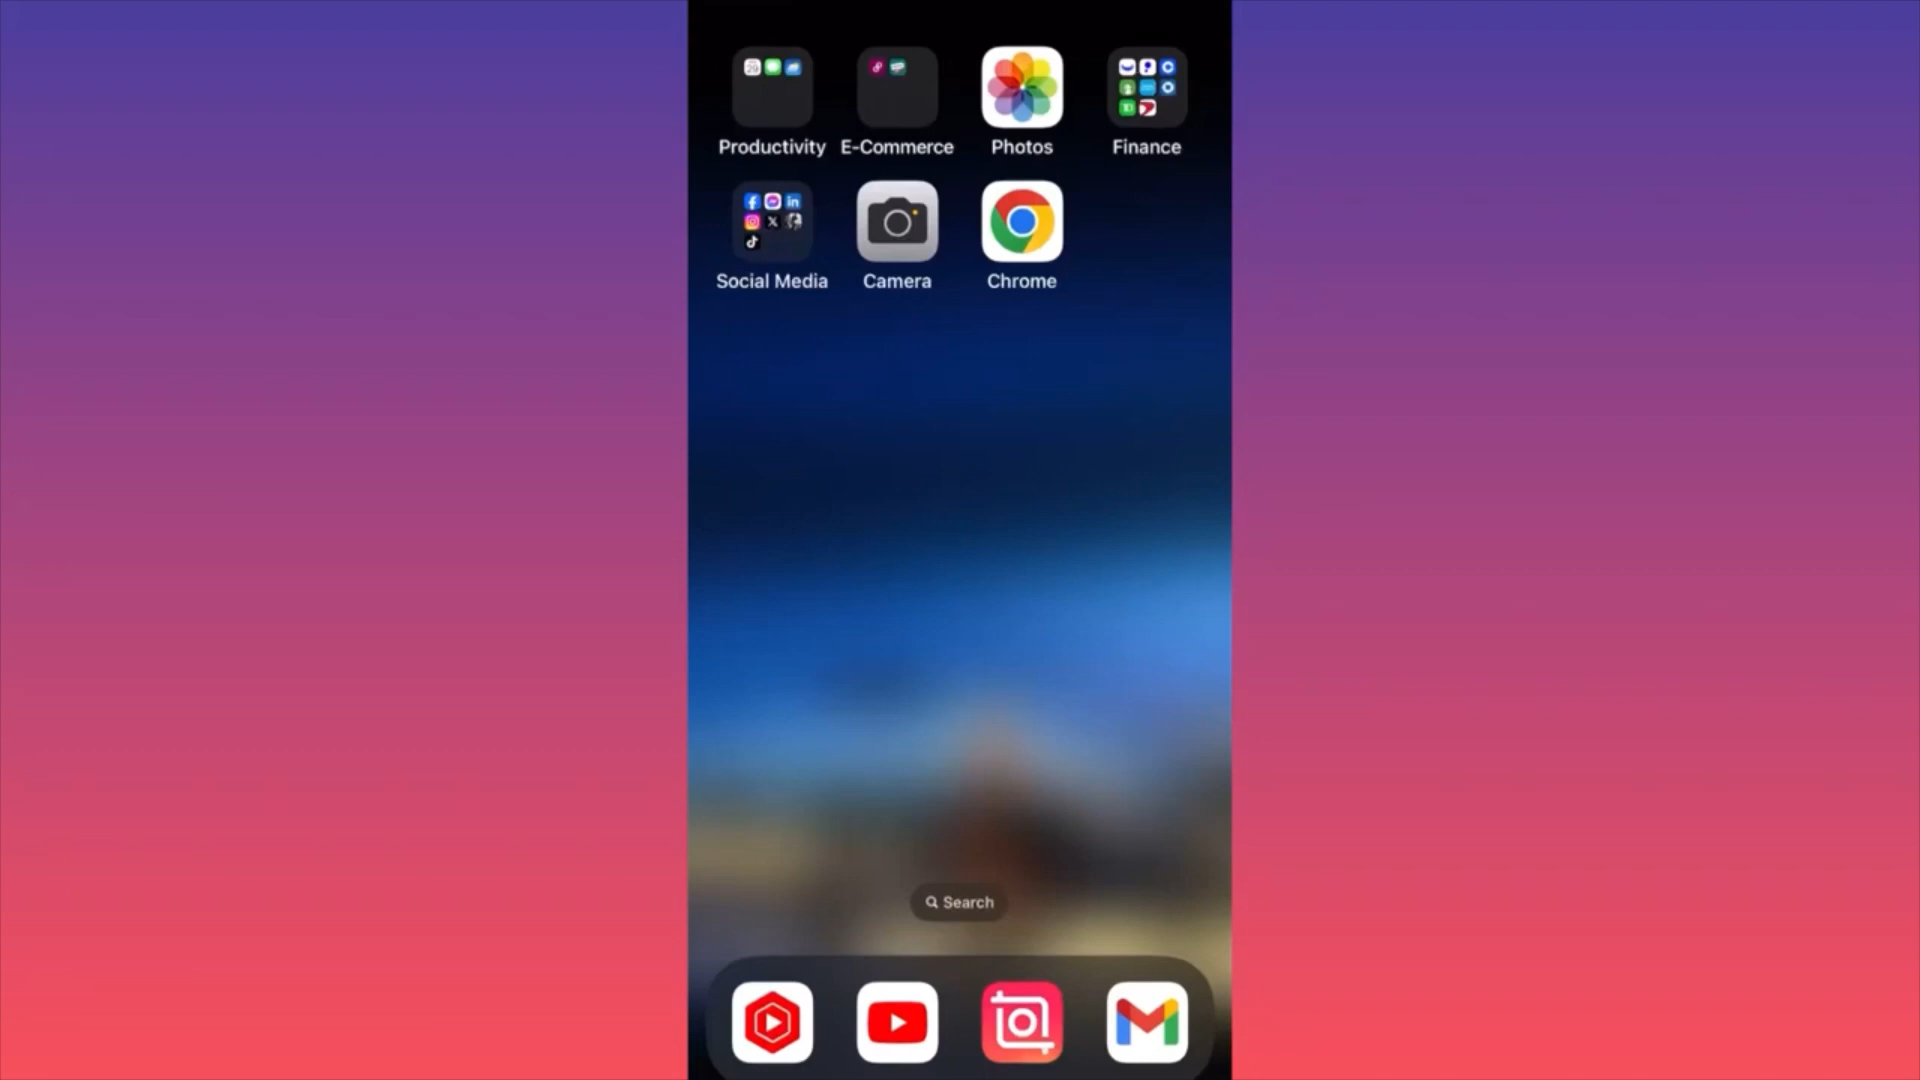 Productivity E-Commerce Photos Finance
Social Media Camera Chrome
Search